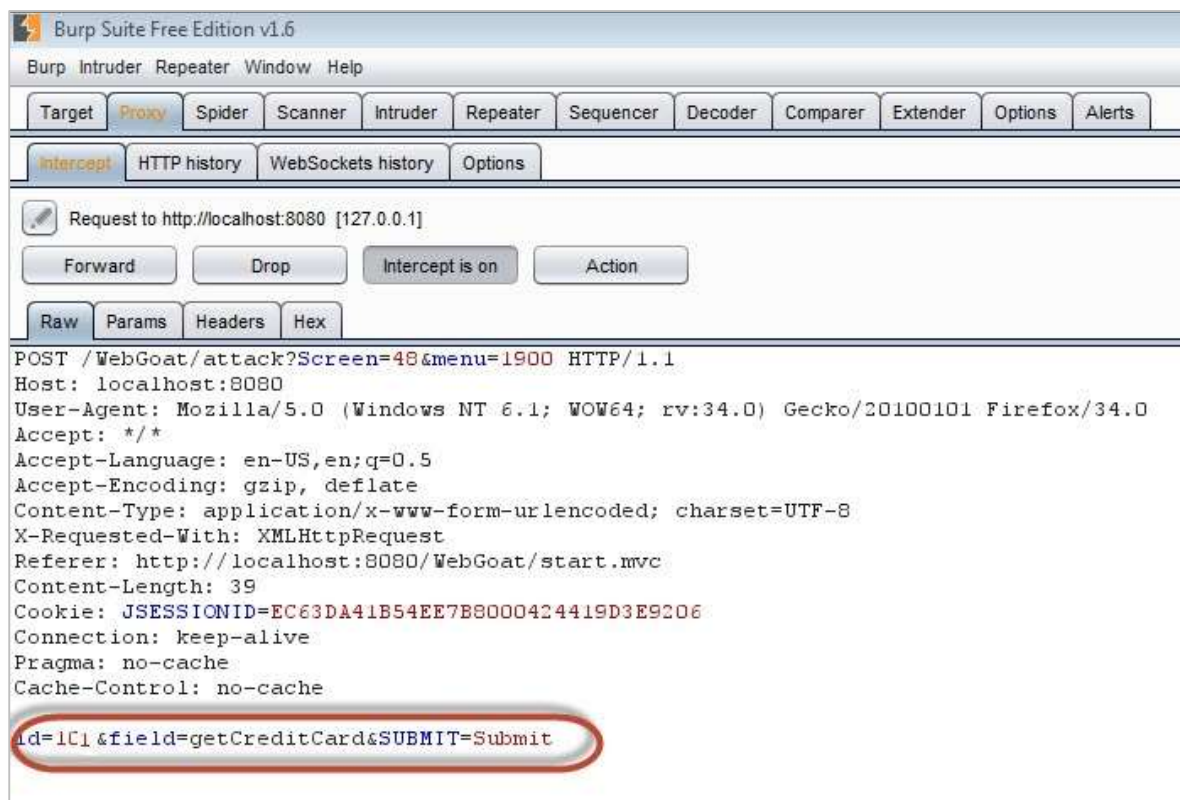 Burp Suite Free Edition v1.6
Burp Intruder Repeater Window Help
Target Proxy Spider Scanner Intruder Repeater Sequencer Decoder Comparer Extender Options Alerts
Intercept HTTP history WebSockets history Options
Request to http://localhost:8080 [127.0.0.1]
Forward Drop Intercept is on Action
Raw Params Headers Hex
POST /WebGoat/attack?Screen=48&menu=1900 HTTP/1.1
Host: localhost:8080
User-Agent: Mozilla/5.0 (Windows NT 6.1; WOW64; rv:34.0) Gecko/20100101 Firefox/34.0
Accept: */*
Accept-Language: en-US,en;q=0.5
Accept-Encoding: gzip, deflate
Content-Type: application/x-www-form-urlencoded; charset=UTF-8
X-Requested-With: XMLHttpRequest
Referer: http://localhost:8080/WebGoat/start.mvc
Content-Length: 39
Cookie: JSESSIONID=EC63DA41B54EE7B8000424419D3E9206
Connection: keep-alive
Pragma: no-cache
Cache-Control: no-cache
id=101&field=getCreditCard&SUBMIT=Submit